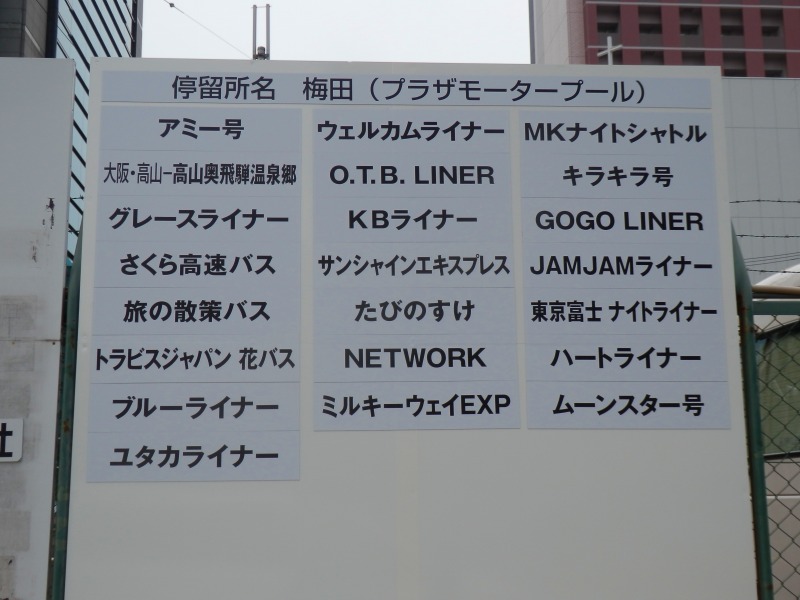 停留所名 梅田（プラザモータープール）
アミー号
大阪・高山ー高山奥飛騨温泉郷
グレースライナー
さくら高速バス
旅の散策バス
トラビスジャパン 花バス
ブルーライナー
ユタカライナー
ウェルカムライナー
O.T.B. LINER
KBライナー
サンシャインエキスプレス
たびのすけ
NETWORK
ミルキーウェイEXP
MKナイトシャトル
キラキラ号
GOGO LINER
JAMJAMライナー
東京富士 ナイトライナー
ハートライナー
ムーンスター号
社